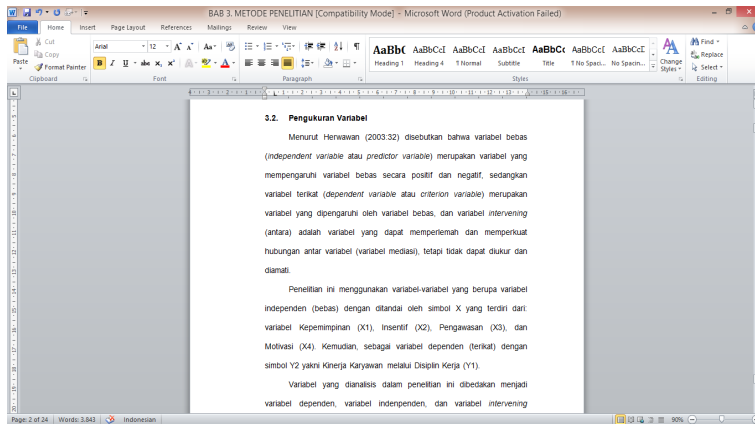 BAB 3. METODE PENELITIAN [Compatibility Mode] - Microsoft Word (Product Activation Failed)
File Home Insert Page Layout References Mailings Review View
Paste
Cut
Copy
Format Painter
Clipboard
Arial 12
Font
Paragraph
AaBbC AaBbCcI AaBbCcI AaBbCcI AaBbCc AaBbCcI AaBbCcI
Heading 1 Heading 4 ¶ Normal Subtitle Title ¶ No Spaci... No Spacin...
Change Styles
Styles
Find
Replace
Select
Editing
3.2. Pengukuran Variabel
Menurut Herwawan (2003:32) disebutkan bahwa variabel bebas
(independent variable atau predictor variable) merupakan variabel yang
mempengaruhi variabel bebas secara positif dan negatif, sedangkan
variabel terikat (dependent variable atau criterion variable) merupakan
variabel yang dipengaruhi oleh variabel bebas, dan variabel intervening
(antara) adalah variabel yang dapat memperlemah dan memperkuat
hubungan antar variabel (variabel mediasi), tetapi tidak dapat diukur dan
diamati.
Penelitian ini menggunakan variabel-variabel yang berupa variabel
independen (bebas) dengan ditandai oleh simbol X yang terdiri dari:
variabel Kepemimpinan (X1), Insentif (X2), Pengawasan (X3), dan
Motivasi (X4). Kemudian, sebagai variabel dependen (terikat) dengan
simbol Y2 yakni Kinerja Karyawan melalui Disiplin Kerja (Y1).
Variabel yang dianalisis dalam penelitian ini dibedakan menjadi
variabel dependen, variabel indenpenden, dan variabel intervening
Page: 2 of 24 Words: 3.843 Indonesian 90%